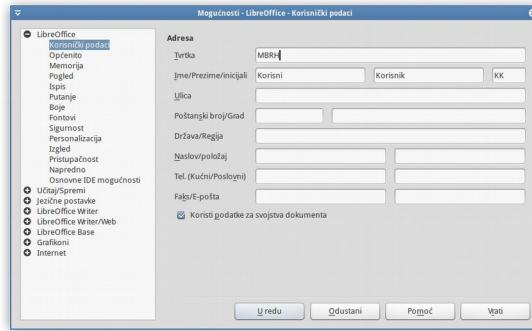 Mogućnosti - LibreOffice - Korisnički podaci
LibreOffice
Korisnički podaci
Općenito
Memorija
Pogled
Ispis
Putanje
Boje
Fontovi
Sigurnost
Personalizacija
Izgled
Pristupačnost
Napredno
Osnovne IDE mogućnosti
Učitaj/Spremi
Jezične postavke
LibreOffice Writer
LibreOffice Writer/Web
LibreOffice Base
Grafikoni
Internet
Adresa
Tvrtka MBRH
Ime/Prezime/inicijali Korisni Korisnik KK
Ulica
Poštanski broj/Grad
Država/Regija
Naslov/položaj
Tel. (Kućni/Poslovni)
Faks/E-pošta
Koristi podatke za svojstva dokumenta
U redu Odustani Pomoć Vrati